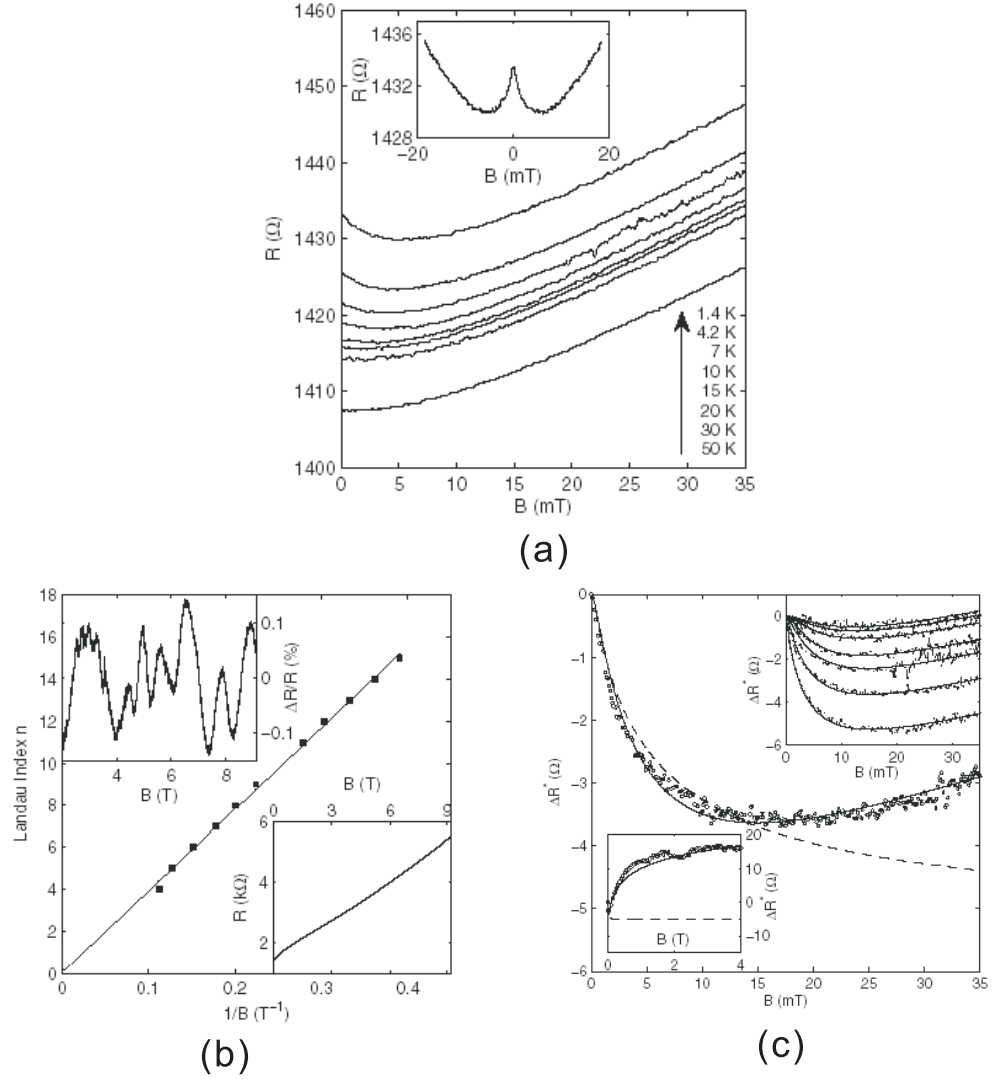 1460
1450
1440
1430
1420
1410
1400
R (Ω)
0 5 10 15 20 25 30 35
B (mT)
1436
1432
1428
R (Ω)
−20 0 20
B (mT)
1.4 K
4.2 K
7 K
10 K
15 K
20 K
30 K
50 K
(a)
18
16
14
12
10
8
6
4
2
0
Landau Index n
0 0.1 0.2 0.3 0.4
1/B (T⁻¹)
0.1
0
−0.1
ΔR/R (%)
4 6 8
B (T)
B (T)
0 3 6 9
6
4
2
R (kΩ)
(b)
0
−1
−2
−3
−4
−5
−6
ΔR* (Ω)
0 5 10 15 20 25 30 35
B (mT)
0
−2
−4
−6
ΔR* (Ω)
0 10 20 30
B (mT)
20
10
0
−10
ΔR* (Ω)
B (T)
0 2 4
(c)